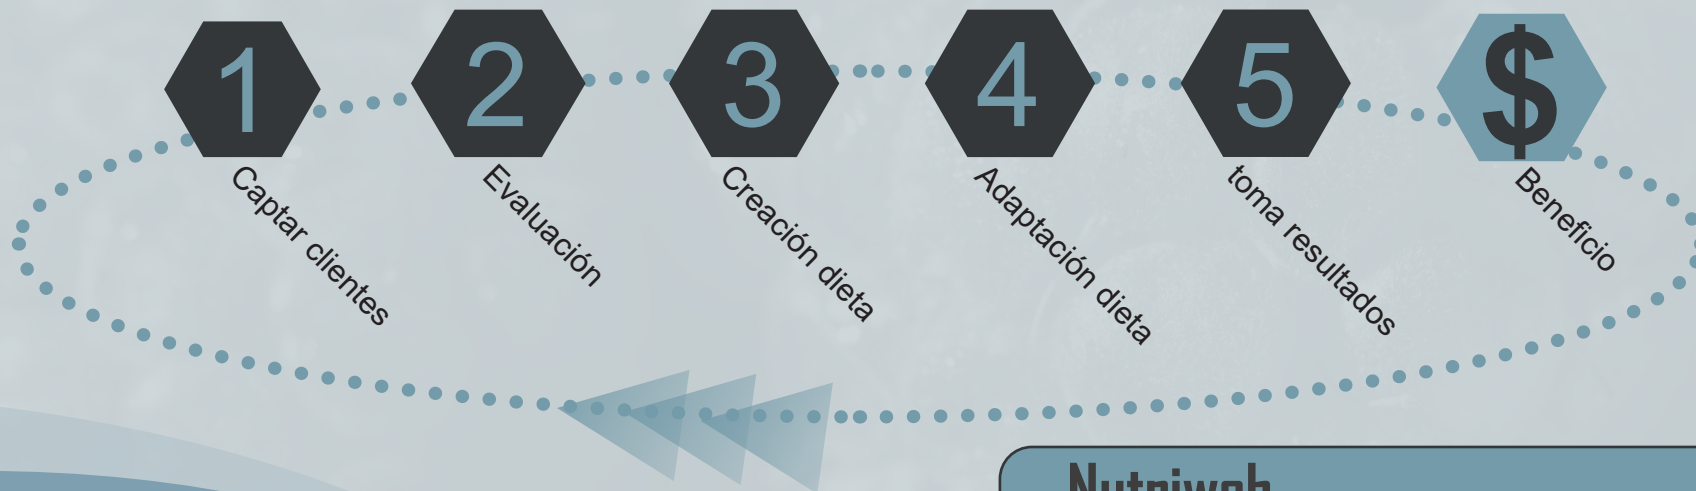 1
2
3
4
5
$
Captar clientes
Evaluación
Creación dieta
Adaptación dieta
toma resultados
Beneficio
Nutriweb